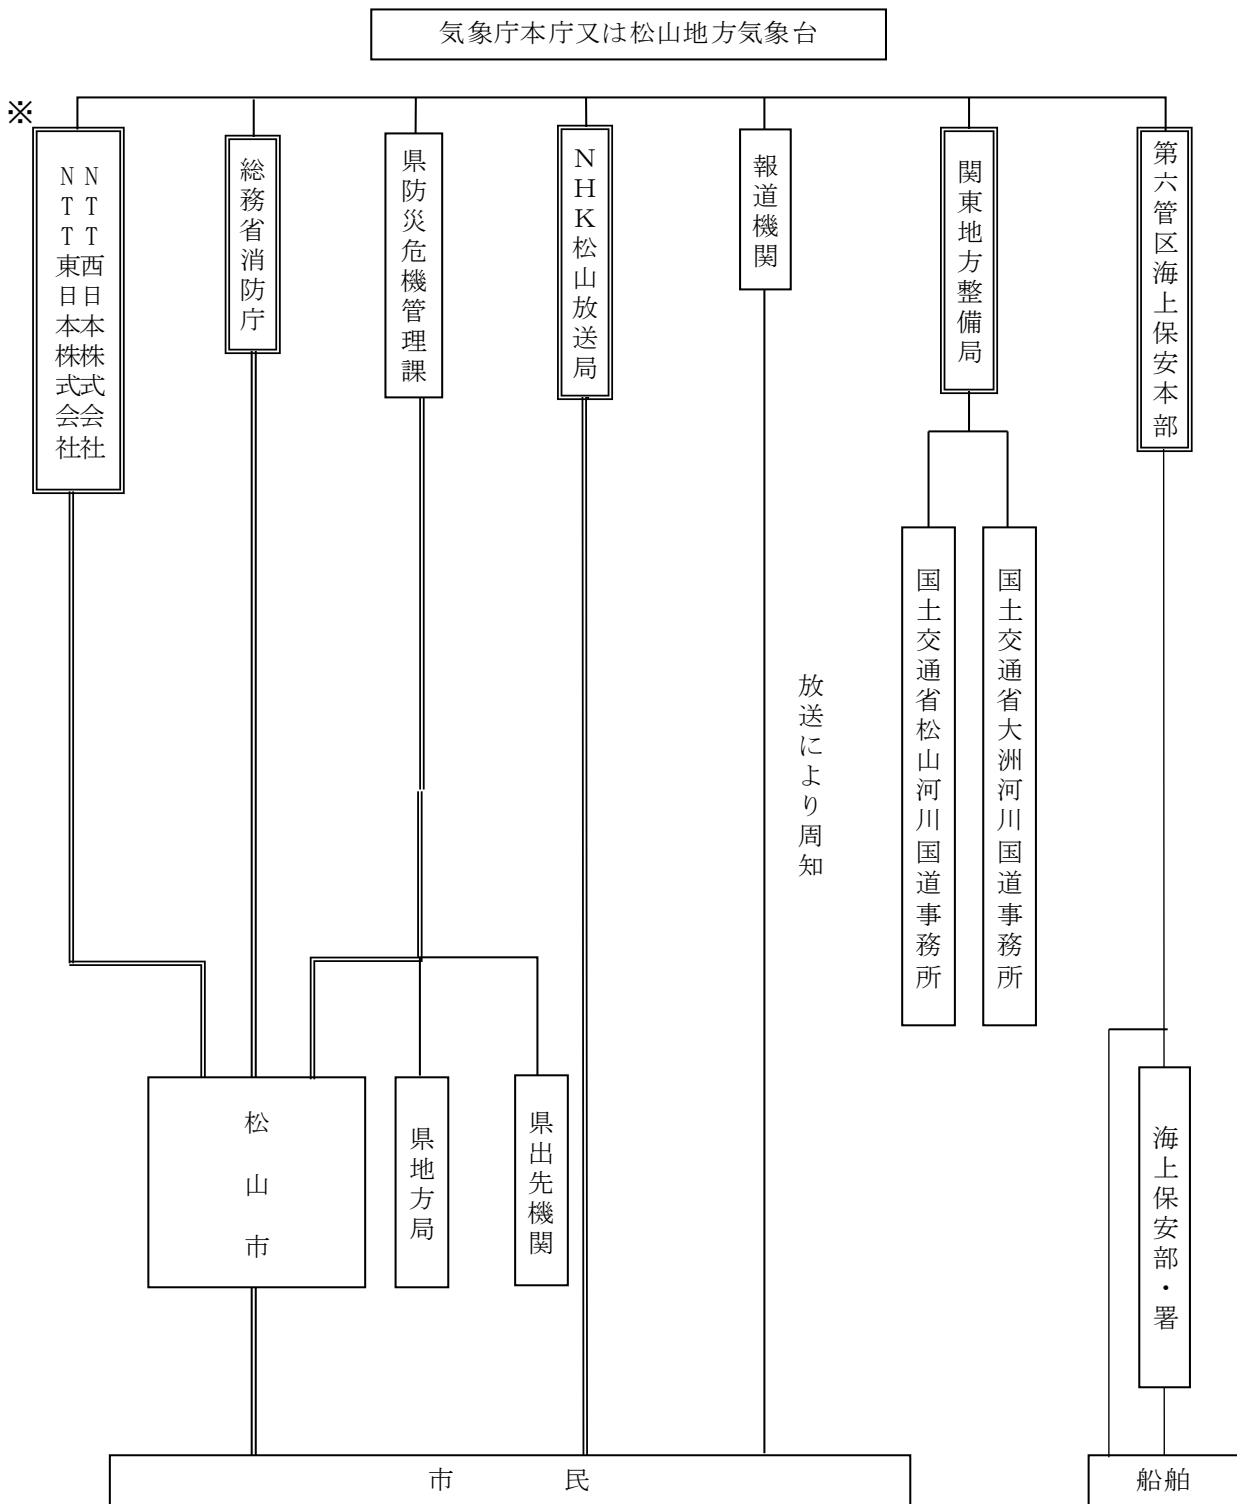 気象庁本庁又は松山地方気象台
※
NTT西日本株式会社
NTT東日本株式会社
総務省消防庁
県防災危機管理課
NHK松山放送局
報道機関
関東地方整備局
第六管区海上保安本部
国土交通省松山河川国道事務所
国土交通省大洲河川国道事務所
放送により周知
松山市
県地方局
県出先機関
海上保安部・署
市民
船舶